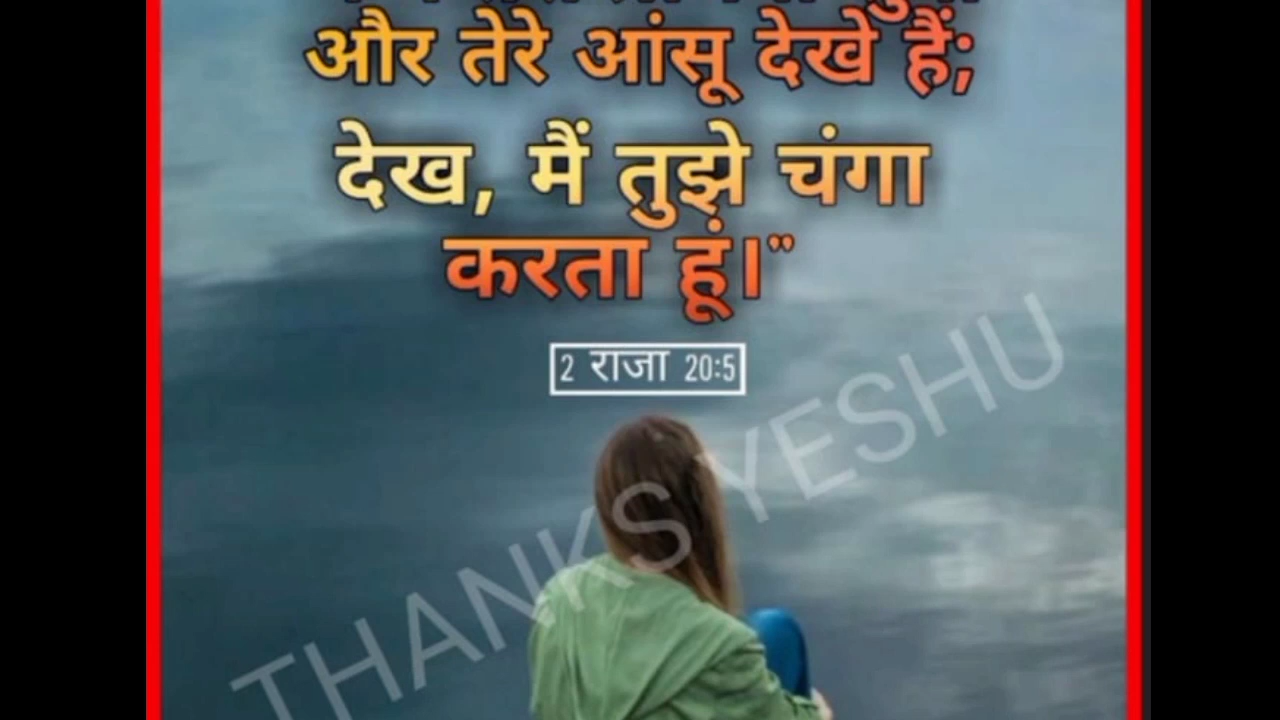 और तेरे आंसू देखे हैं;
देख, मैं तुझे चंगा
करता हूं।”
2 राजा 20:5
THANKS YESHU